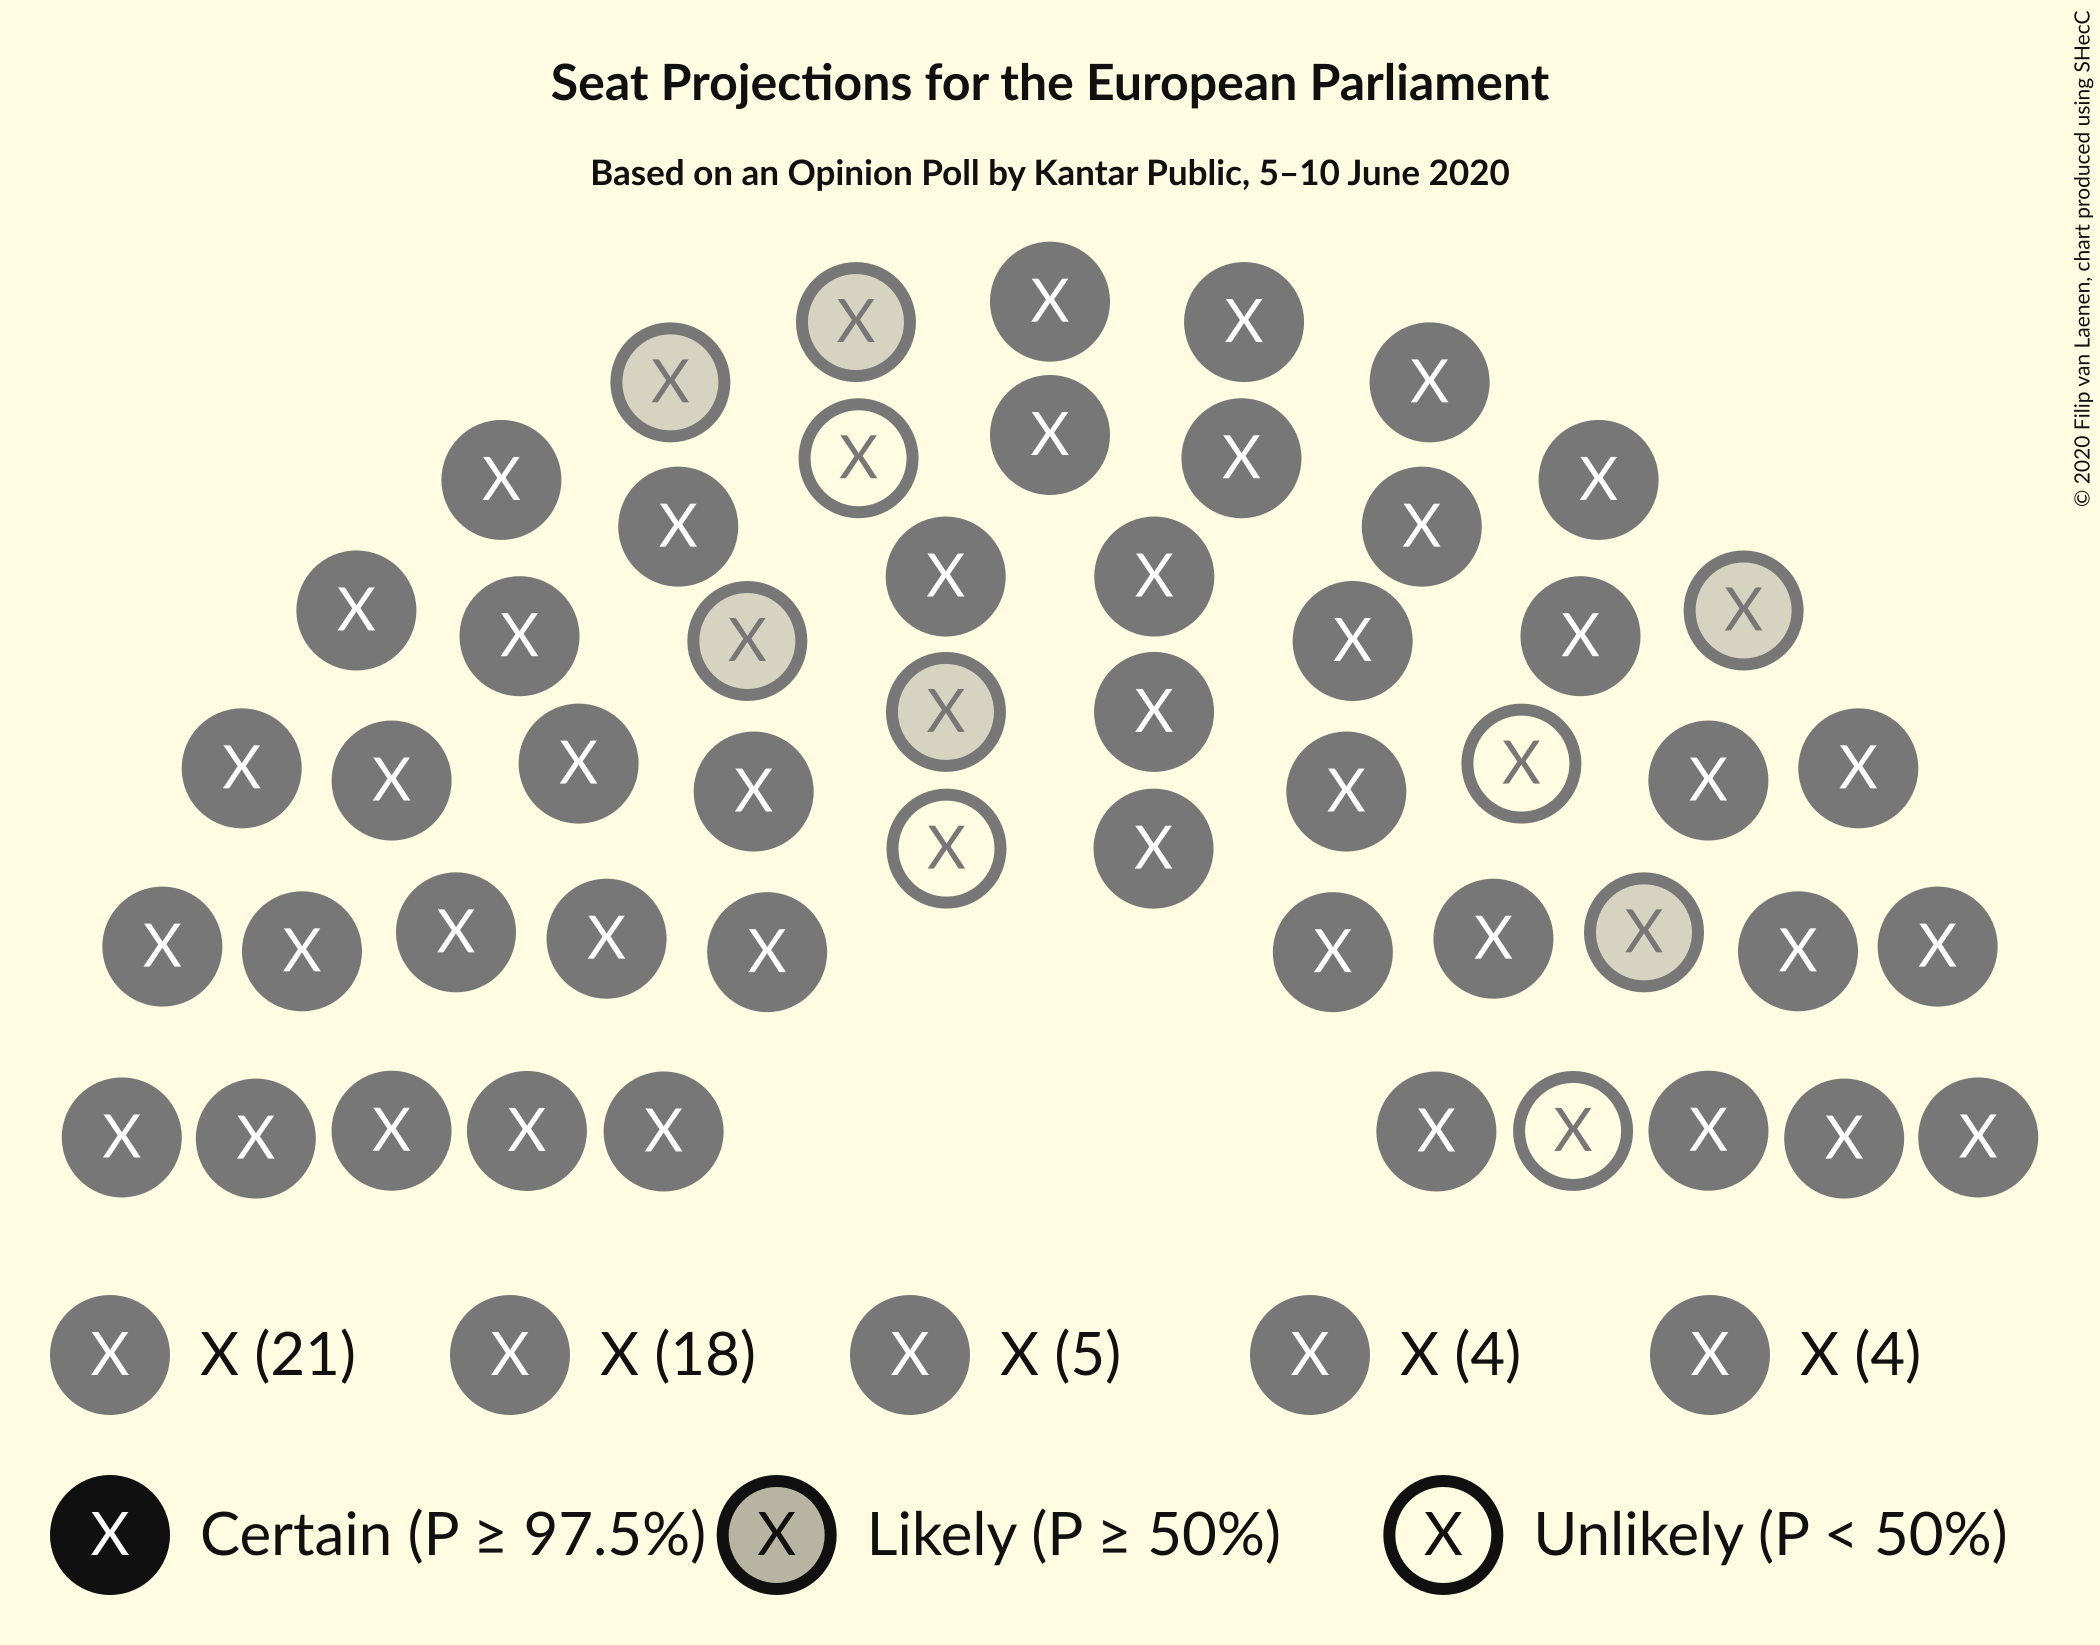 Seat Projections for the European Parliament
Based on an Opinion Poll by Kantar Public, 5–10 June 2020
© 2020 Filip van Laenen, chart produced using SHecC
X X X
X X
X X X
X X
X X
X X
X X X X X X
X X
X X X X X X X X
X X
X X X X X X X X X X
X X X X X X X X X X
X X (21) X X (18) X X (5) X X (4) X X (4)
X Certain (P ≥ 97.5%) X Likely (P ≥ 50%) X Unlikely (P < 50%)